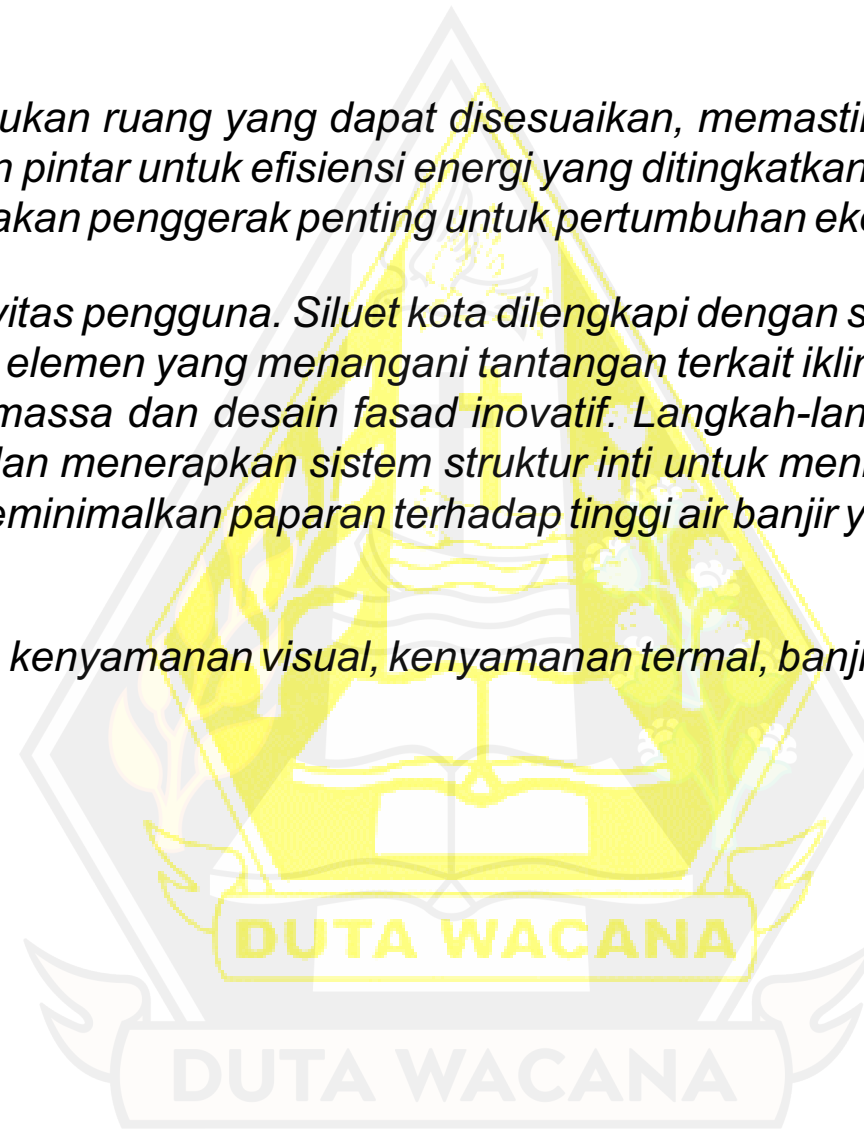 ukan ruang yang dapat disesuaikan, memasti
n pintar untuk efisiensi energi yang ditingkatkan
akan penggerak penting untuk pertumbuhan eko
vitas pengguna. Siluet kota dilengkapi dengan s
elemen yang menangani tantangan terkait iklim
massa dan desain fasad inovatif. Langkah-lan
dan menerapkan sistem struktur inti untuk men
eminimalkan paparan terhadap tinggi air banjir y
kenyamanan visual, kenyamanan termal, banji
DUTA WACANA
DUTA WACANA